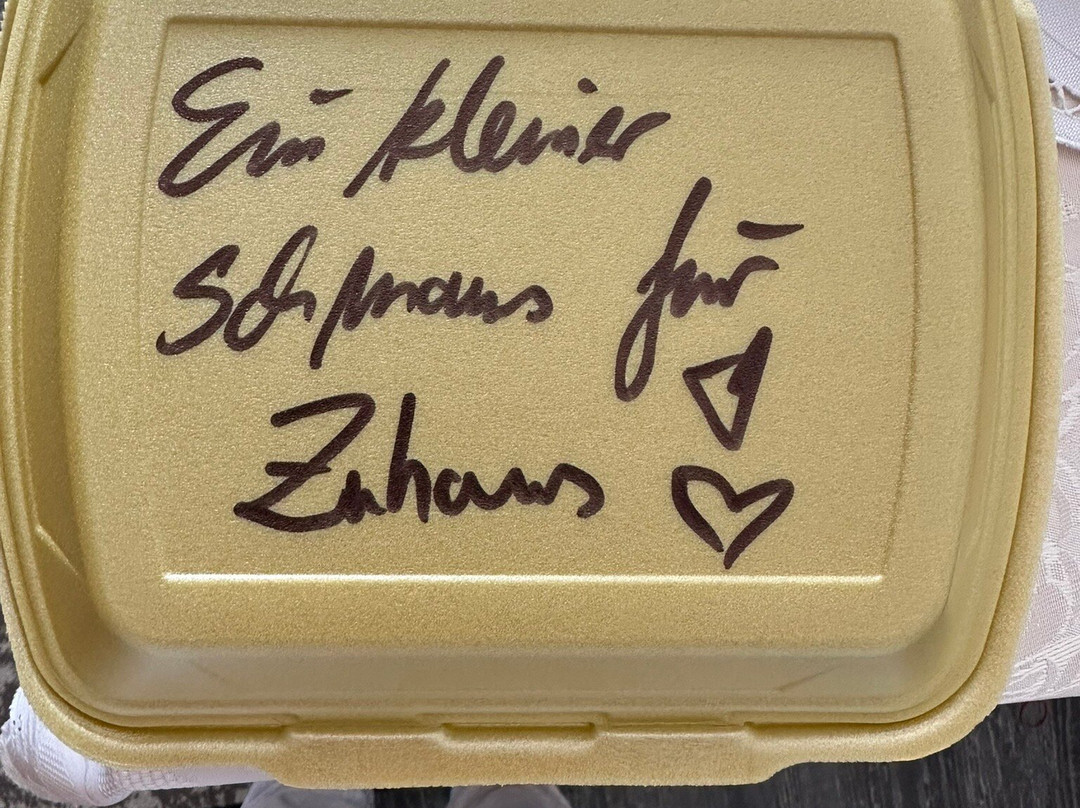 Ein kleiner
Schmaus für
Zuhaus